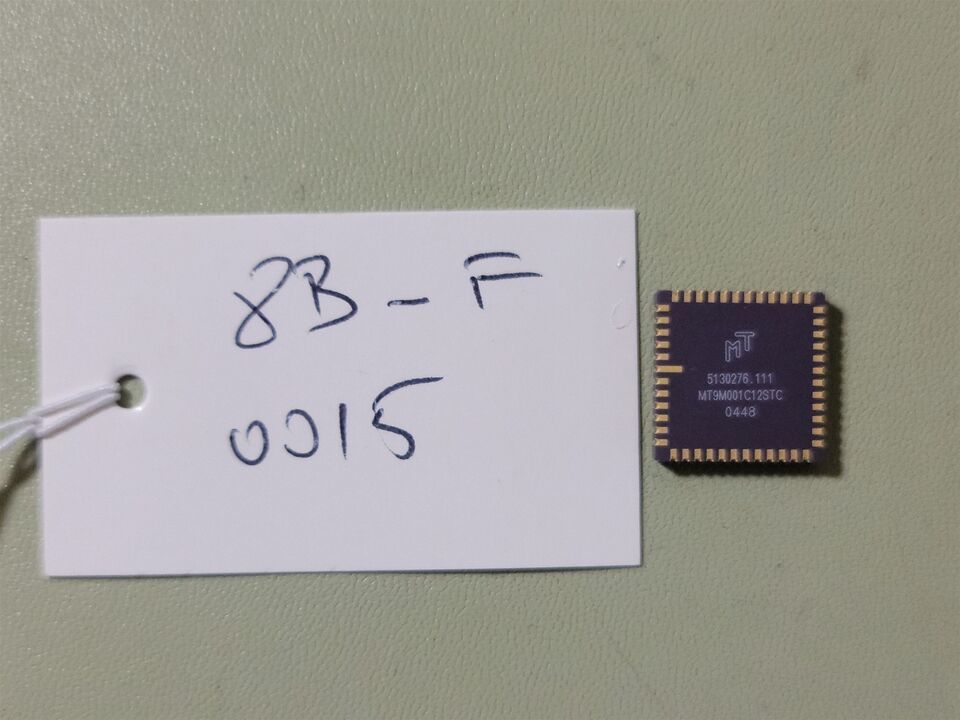 8B - F
0015
MT
5130276.111
MT9M001C12STC
0448